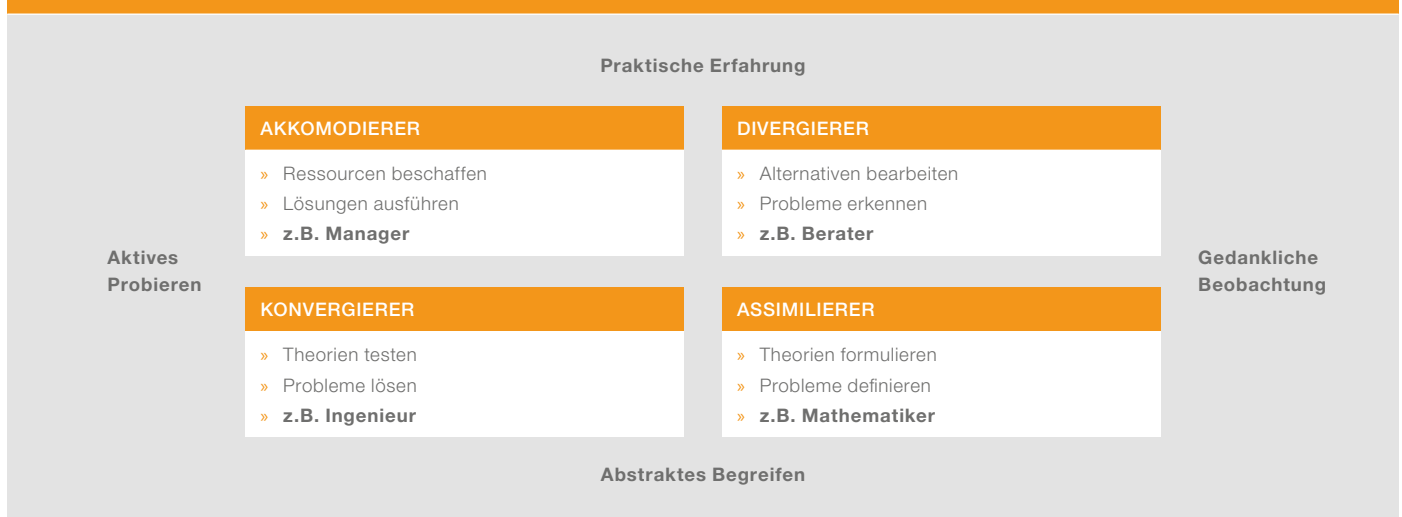 Praktische Erfahrung
AKKOMODIERER
» Ressourcen beschaffen
» Lösungen ausführen
» z.B. Manager
DIVERGIERER
» Alternativen bearbeiten
» Probleme erkennen
» z.B. Berater
Aktives
Probieren
Gedankliche
Beobachtung
KONVERGIERER
» Theorien testen
» Probleme lösen
» z.B. Ingenieur
ASSIMILIERER
» Theorien formulieren
» Probleme definieren
» z.B. Mathematiker
Abstraktes Begreifen